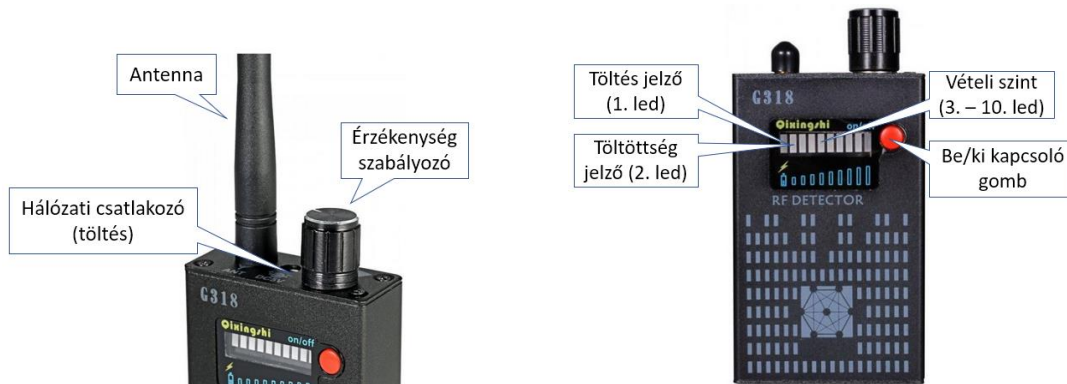 Antenna
Érzékenység
szabályozó
Hálózati csatlakozó
(töltés)
G318
Qixingshi
on/off
Töltés jelző
(1. led)
Töltöttség
jelző (2. led)
Vételi szint
(3. – 10. led)
Be/ki kapcsoló
gomb
G318
Qixingshi
RF DETECTOR